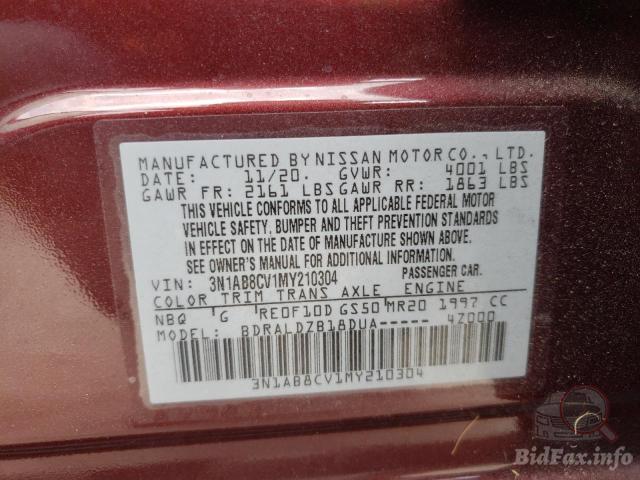 MANUFACTURED BY NISSAN MOTOR CO., LTD.
DATE: 11/20. GVWR: 4001 LBS
GAWR FR: 2161 LBS GAWR RR: 1863 LBS
THIS VEHICLE CONFORMS TO ALL APPLICABLE FEDERAL MOTOR
VEHICLE SAFETY, BUMPER AND THEFT PREVENTION STANDARDS
IN EFFECT ON THE DATE OF MANUFACTURE SHOWN ABOVE.
SEE OWNER'S MANUAL FOR ADDITIONAL INFORMATION.
VIN: 3N1AB8CV1MY210304 PASSENGER CAR.
COLOR TRIM TRANS AXLE ENGINE
NBQ G RE0F10D GS50 MR20 1997 CC
MODEL: BDRALDZB18DUA----- 4Z000
3N1AB8CV1MY210304
BidFax.info